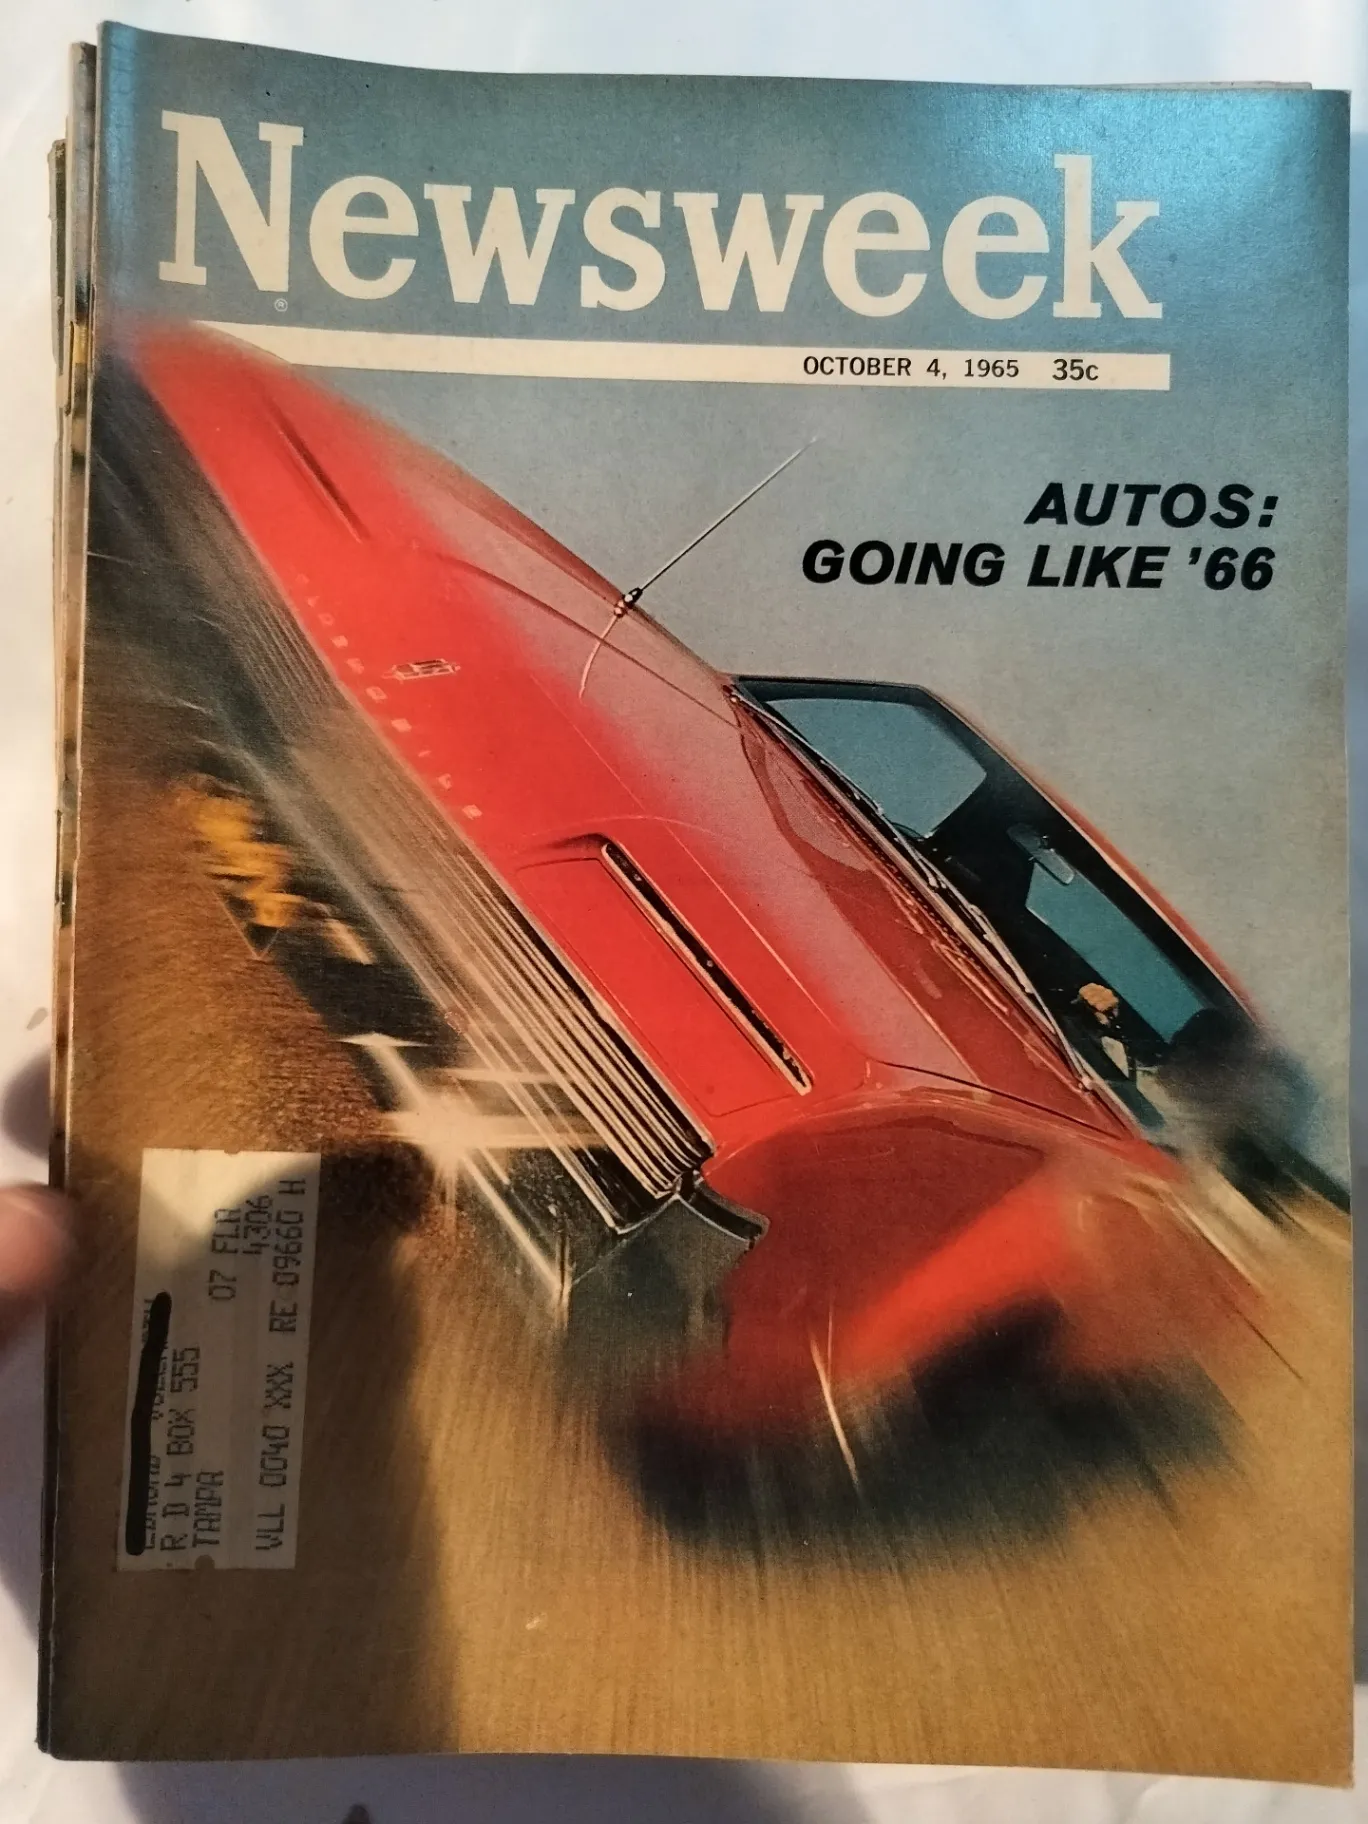 Newsweek
®
OCTOBER 4, 1965 35c
AUTOS:
GOING LIKE '66
OLDSMOBILE
07 FLA
4306
VLL 0040 XXX RE 09660 H
R D 4 BOX 555
TAMPA